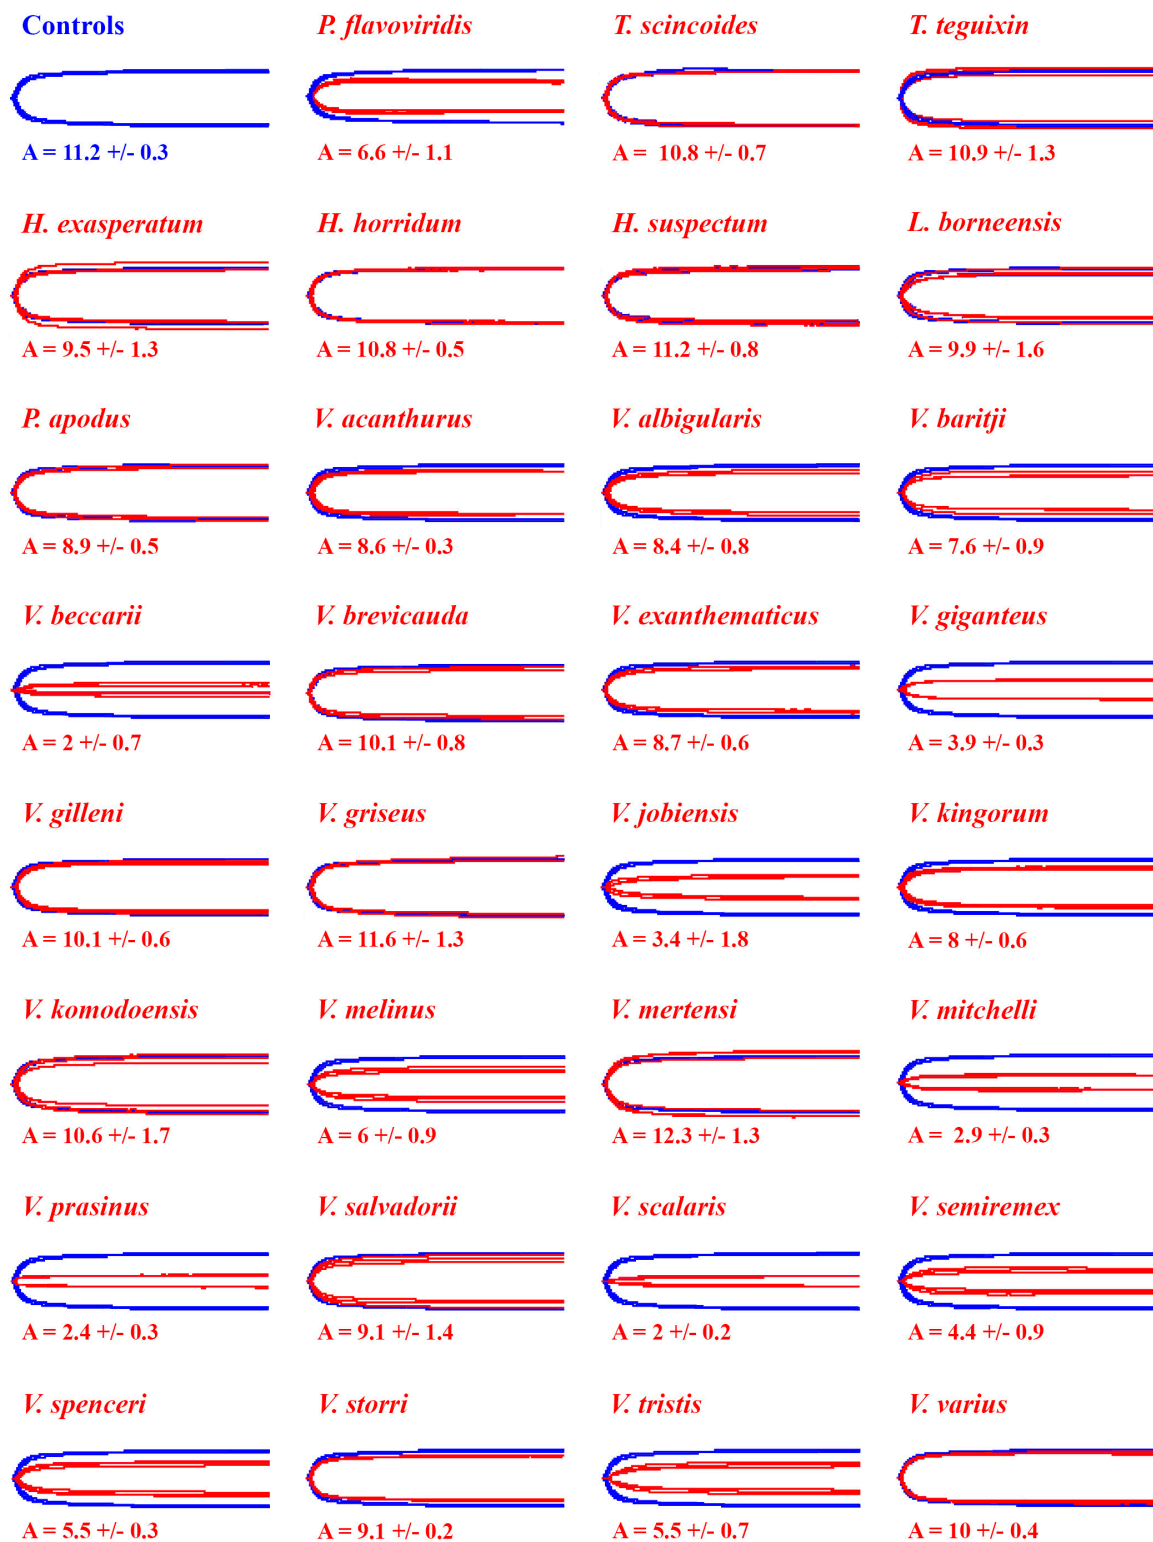 Controls P. flavoviridis T. scincoides T. teguixin
A = 11.2 +/- 0.3 A = 6.6 +/- 1.1 A = 10.8 +/- 0.7 A = 10.9 +/- 1.3
H. exasperatum H. horridum H. suspectum L. borneensis
A = 9.5 +/- 1.3 A = 10.8 +/- 0.5 A = 11.2 +/- 0.8 A = 9.9 +/- 1.6
P. apodus V. acanthurus V. albigularis V. baritji
A = 8.9 +/- 0.5 A = 8.6 +/- 0.3 A = 8.4 +/- 0.8 A = 7.6 +/- 0.9
V. beccarii V. brevicauda V. exanthematicus V. giganteus
A = 2 +/- 0.7 A = 10.1 +/- 0.8 A = 8.7 +/- 0.6 A = 3.9 +/- 0.3
V. gilleni V. griseus V. jobiensis V. kingorum
A = 10.1 +/- 0.6 A = 11.6 +/- 1.3 A = 3.4 +/- 1.8 A = 8 +/- 0.6
V. komodoensis V. melinus V. mertensi V. mitchelli
A = 10.6 +/- 1.7 A = 6 +/- 0.9 A = 12.3 +/- 1.3 A = 2.9 +/- 0.3
V. prasinus V. salvadorii V. scalaris V. semiremex
A = 2.4 +/- 0.3 A = 9.1 +/- 1.4 A = 2 +/- 0.2 A = 4.4 +/- 0.9
V. spenceri V. storri V. tristis V. varius
A = 5.5 +/- 0.3 A = 9.1 +/- 0.2 A = 5.5 +/- 0.7 A = 10 +/- 0.4